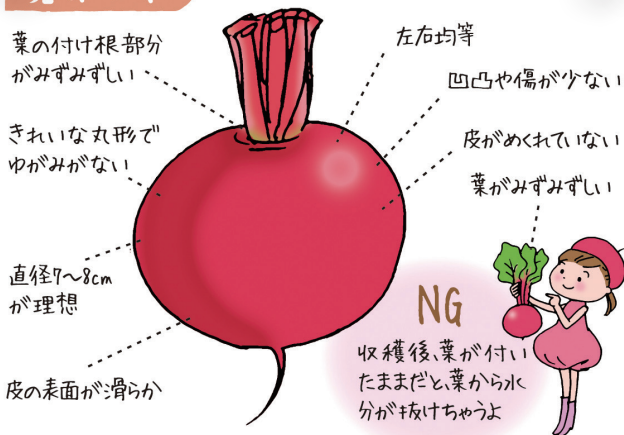 葉の付け根部分
がみずみずしい
きれいな丸形で
ゆがみがない
直径7〜8cm
が理想
皮の表面が滑らか
左右均等
凹凸や傷が少ない
皮がめくれていない
葉がみずみずしい
NG
収穫後、葉が付い
たままだと、葉から水
分が抜けちゃうよ